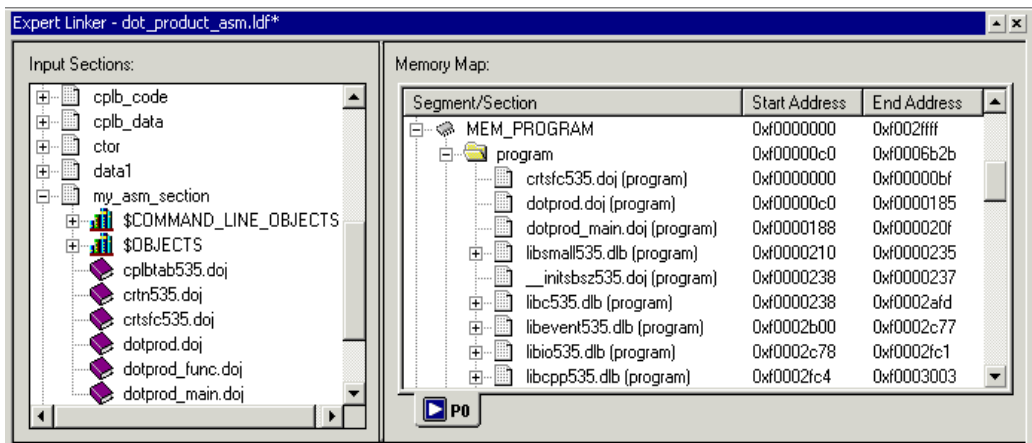 Expert Linker - dot_product_asm.ldf*
Input Sections:
cplb_code
cplb_data
ctor
data1
my_asm_section
$COMMAND_LINE_OBJECTS
$OBJECTS
cplbtab535.doj
crtn535.doj
crtsfc535.doj
dotprod.doj
dotprod_func.doj
dotprod_main.doj
Memory Map:
Segment/Section Start Address End Address
MEM_PROGRAM 0xf0000000 0xf002ffff
program 0xf00000c0 0xf0006b2b
crtsfc535.doj (program) 0xf0000000 0xf00000bf
dotprod.doj (program) 0xf00000c0 0xf0000185
dotprod_main.doj (program) 0xf0000188 0xf000020f
libsmall535.dlb (program) 0xf0000210 0xf0000235
__initsbsz535.doj (program) 0xf0000238 0xf0000237
libc535.dlb (program) 0xf0000238 0xf0002afd
libevent535.dlb (program) 0xf0002b00 0xf0002c77
libio535.dlb (program) 0xf0002c78 0xf0002fc1
libcpp535.dlb (program) 0xf0002fc4 0xf0003003
P0